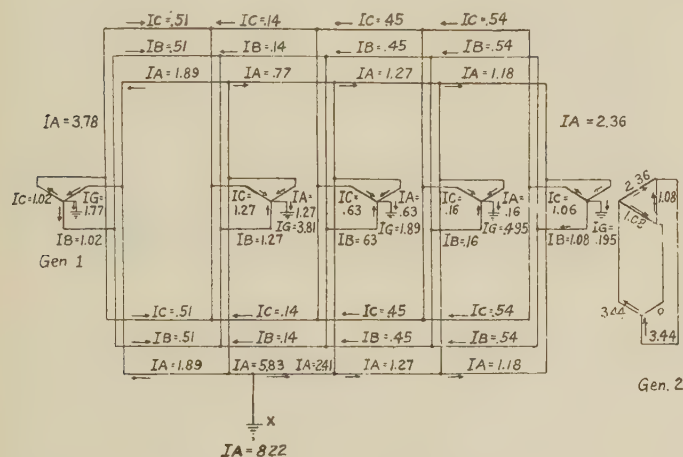 IC=.51 IC=.14 IC=.45 IC=.54
IB=.51 IB=.14 IB=.45 IB=.54
IA=1.89 IA=.77 IA=1.27 IA=1.18
IA=3.78 IA=2.36
IC=1.02 IG=1.77 IC=1.27 IA=1.27 IC=.63 IA=.63 IC=.16 IA=.16 IC=1.06 IG=.195 2.36 1.08 1.08
IG=3.81 IG=1.89 IG=.495
IB=1.02 IB=1.27 IB=.63 IB=.16 IB=1.08
Gen. 1
IC=.51 IC=.14 IC=.45 IC=.54
3.44 3.44
IB=.51 IB=.14 IB=.45 IB=.54
IA=1.89 IA=5.83 IA=2.41 IA=1.27 IA=1.18
Gen. 2
X
IA=8.22